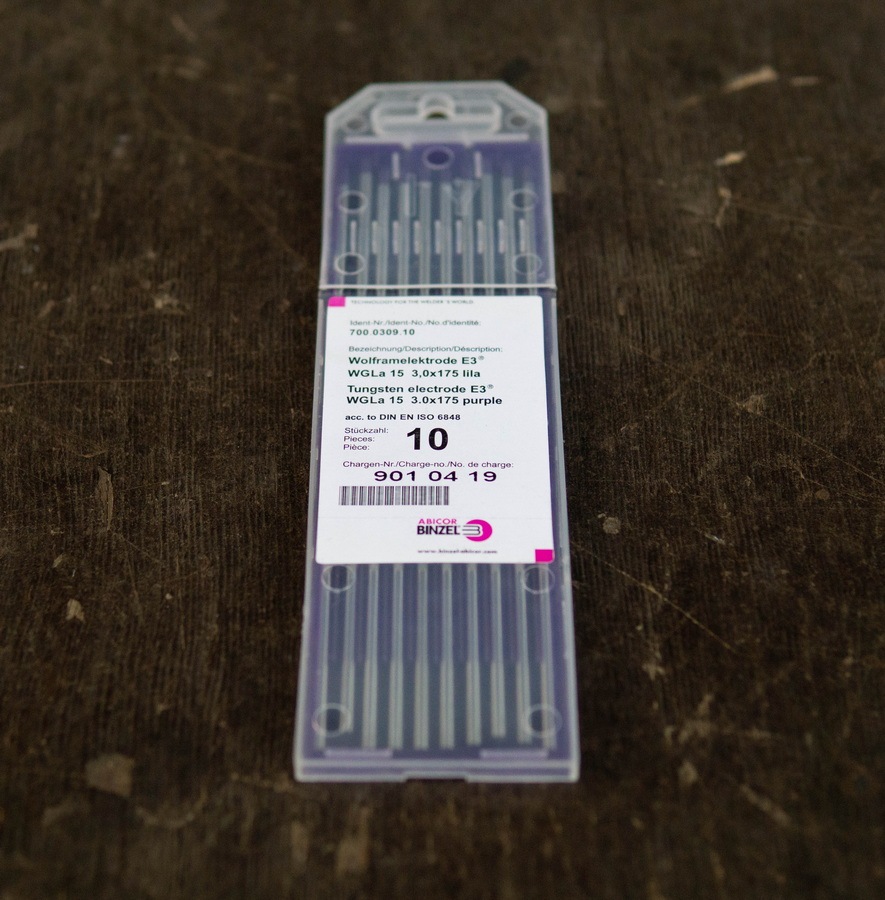 TECHNOLOGY FOR THE WELDER'S WORLD.
Ident-Nr./Ident-No./No.d'identité:
700.0309.10
Bezeichnung/Description/Déscription:
Wolframelektrode E3®
WGLa 15 3,0x175 lila
Tungsten electrode E3®
WGLa 15 3.0x175 purple
acc. to DIN EN ISO 6848
Stückzahl:
Pieces: 10
Pièce:
Chargen-Nr./Charge-no./No. de charge:
901 04 19
ABICOR
BINZEL
www.binzel-abicor.com